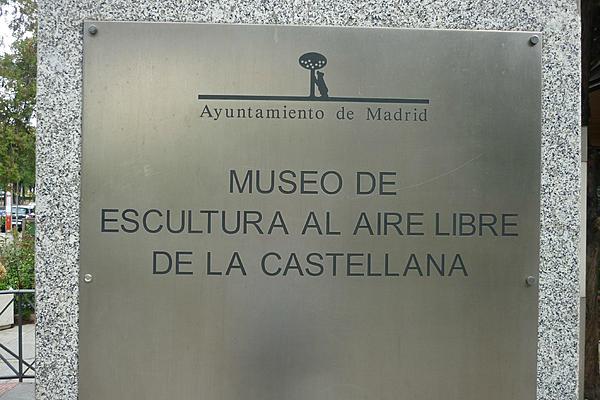 Ayuntamiento de Madrid
MUSEO DE
ESCULTURA AL AIRE LIBRE
DE LA CASTELLANA